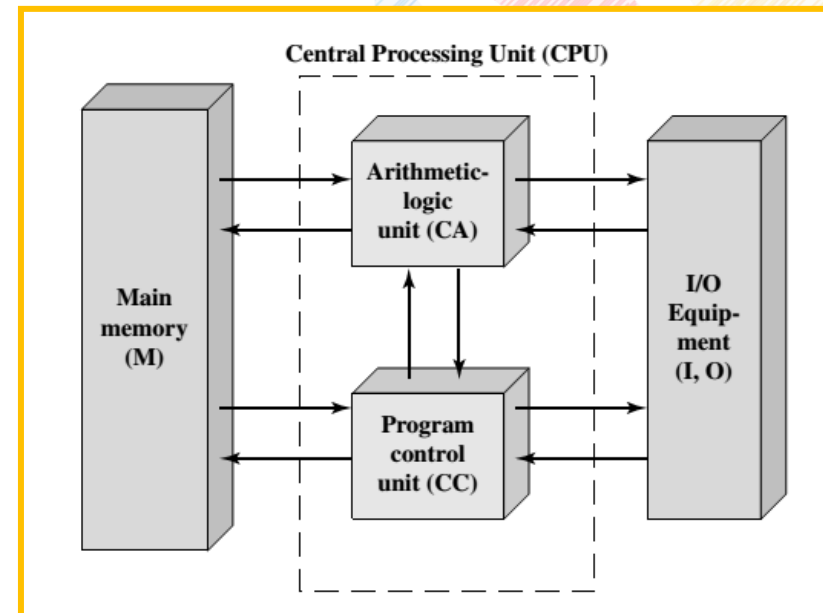 Central Processing Unit (CPU)
Arithmetic-
logic
unit (CA)
Main
memory
(M)
I/O
Equip-
ment
(I, O)
Program
control
unit (CC)